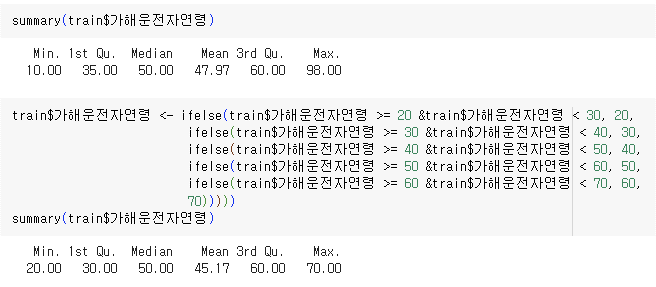 summary(train$가해운전자연령)
Min. 1st Qu. Median Mean 3rd Qu. Max.
10.00 35.00 50.00 47.97 60.00 98.00
train$가해운전자연령 <- ifelse(train$가해운전자연령 >= 20 &train$가해운전자연령 < 30, 20,
ifelse(train$가해운전자연령 >= 30 &train$가해운전자연령 < 40, 30,
ifelse(train$가해운전자연령 >= 40 &train$가해운전자연령 < 50, 40,
ifelse(train$가해운전자연령 >= 50 &train$가해운전자연령 < 60, 50,
ifelse(train$가해운전자연령 >= 60 &train$가해운전자연령 < 70, 60,
70)))))
summary(train$가해운전자연령)
Min. 1st Qu. Median Mean 3rd Qu. Max.
20.00 30.00 50.00 45.17 60.00 70.00